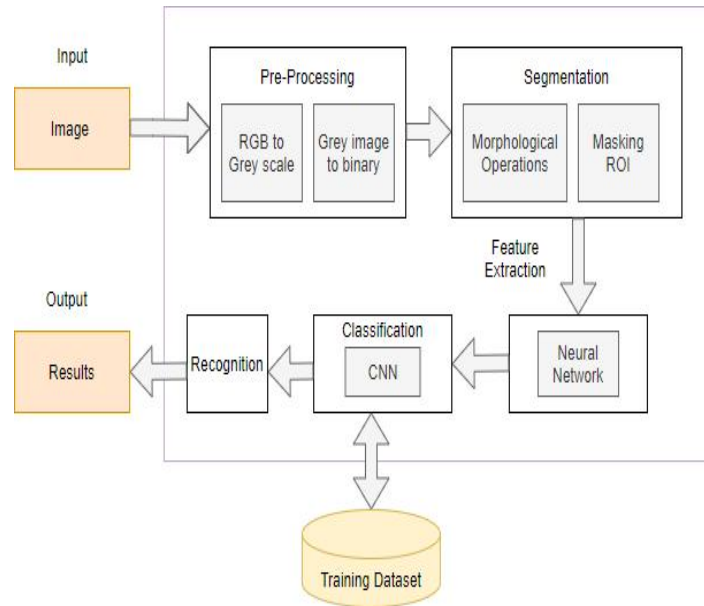 Input
Image
Pre-Processing
RGB to
Grey scale
Grey image
to binary
Segmentation
Morphological
Operations
Masking
ROI
Feature
Extraction
Neural
Network
Classification
CNN
Recognition
Output
Results
Training Dataset